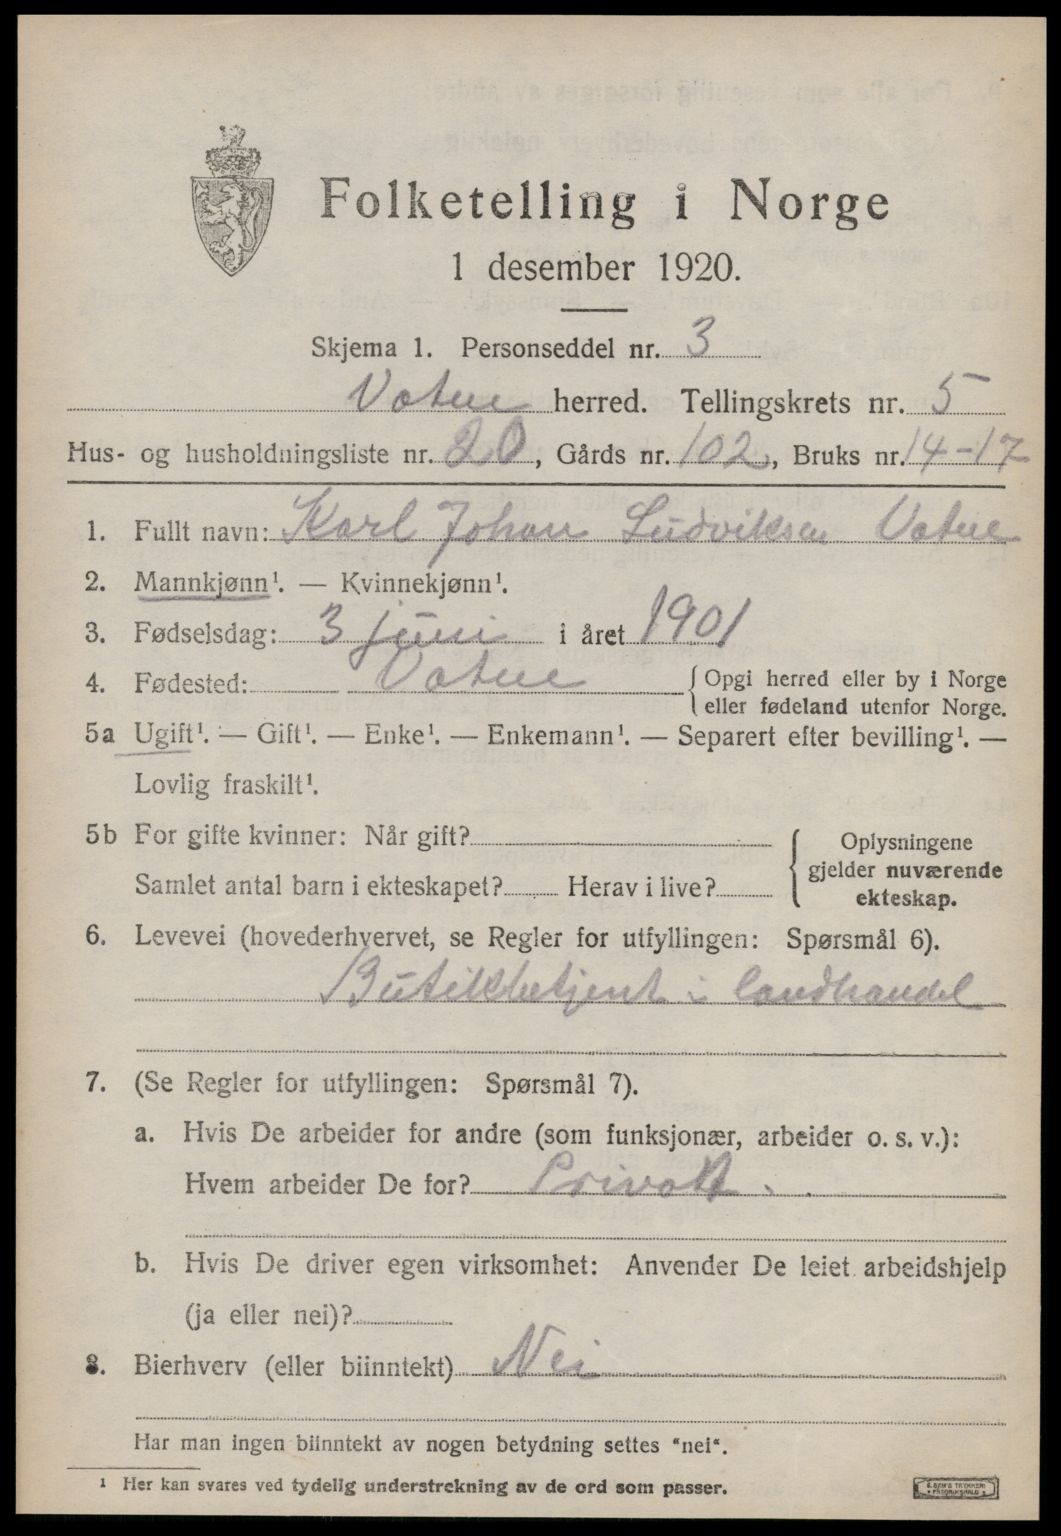 Folketelling i Norge
1 desember 1920.
Skjema 1. Personseddel nr. 3
Vatne herred. Tellingskrets nr. 5
Hus- og husholdningsliste nr. 20, Gårds nr. 102, Bruks nr. 14-17
1. Fullt navn: Karl Johan Ludviksen Vatne
2. Mannkjønn¹. — Kvinnekjønn¹.
3. Fødselsdag: 3 juni i året 1901
4. Fødested: Vatne { Opgi herred eller by i Norge
eller fødeland utenfor Norge.
5a Ugift¹. — Gift¹. — Enke¹. — Enkemann¹. — Separert efter bevilling¹. —
Lovlig fraskilt¹.
5b For gifte kvinner: Når gift? { Oplysningene
gjelder nuværende
Samlet antal barn i ekteskapet? Herav i live?
ekteskap.
6. Levevei (hovederhvervet, se Regler for utfyllingen: Spørsmål 6).
Butikbetjent i landhandel
7. (Se Regler for utfyllingen: Spørsmål 7).
a. Hvis De arbeider for andre (som funksjonær, arbeider o. s. v.):
Hvem arbeider De for? Privatt.
b. Hvis De driver egen virksomhet: Anvender De leiet arbeidshjelp
(ja eller nei)?
8. Bierhverv (eller biinntekt) Nei
Har man ingen biinntekt av nogen betydning settes "nei".
¹ Her kan svares ved tydelig understrekning av de ord som passer.